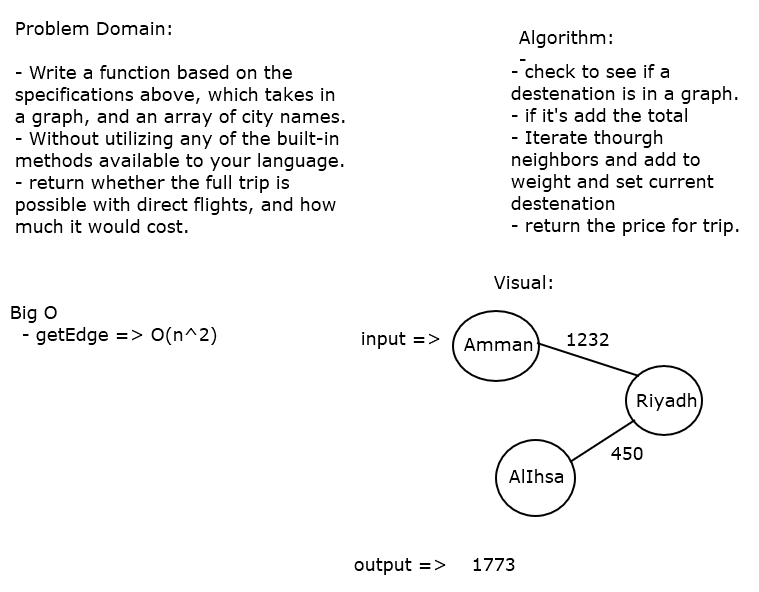 Problem Domain:
- Write a function based on the
specifications above, which takes in
a graph, and an array of city names.
- Without utilizing any of the built-in
methods available to your language.
- return whether the full trip is
possible with direct flights, and how
much it would cost.
Algorithm:
-
- check to see if a
destenation is in a graph.
- if it's add the total
- Iterate thourgh
neighbors and add to
weight and set current
destenation
- return the price for trip.
Big O
- getEdge => O(n^2)
Visual:
input =>
Amman
1232
Riyadh
450
AlIhsa
output => 1773